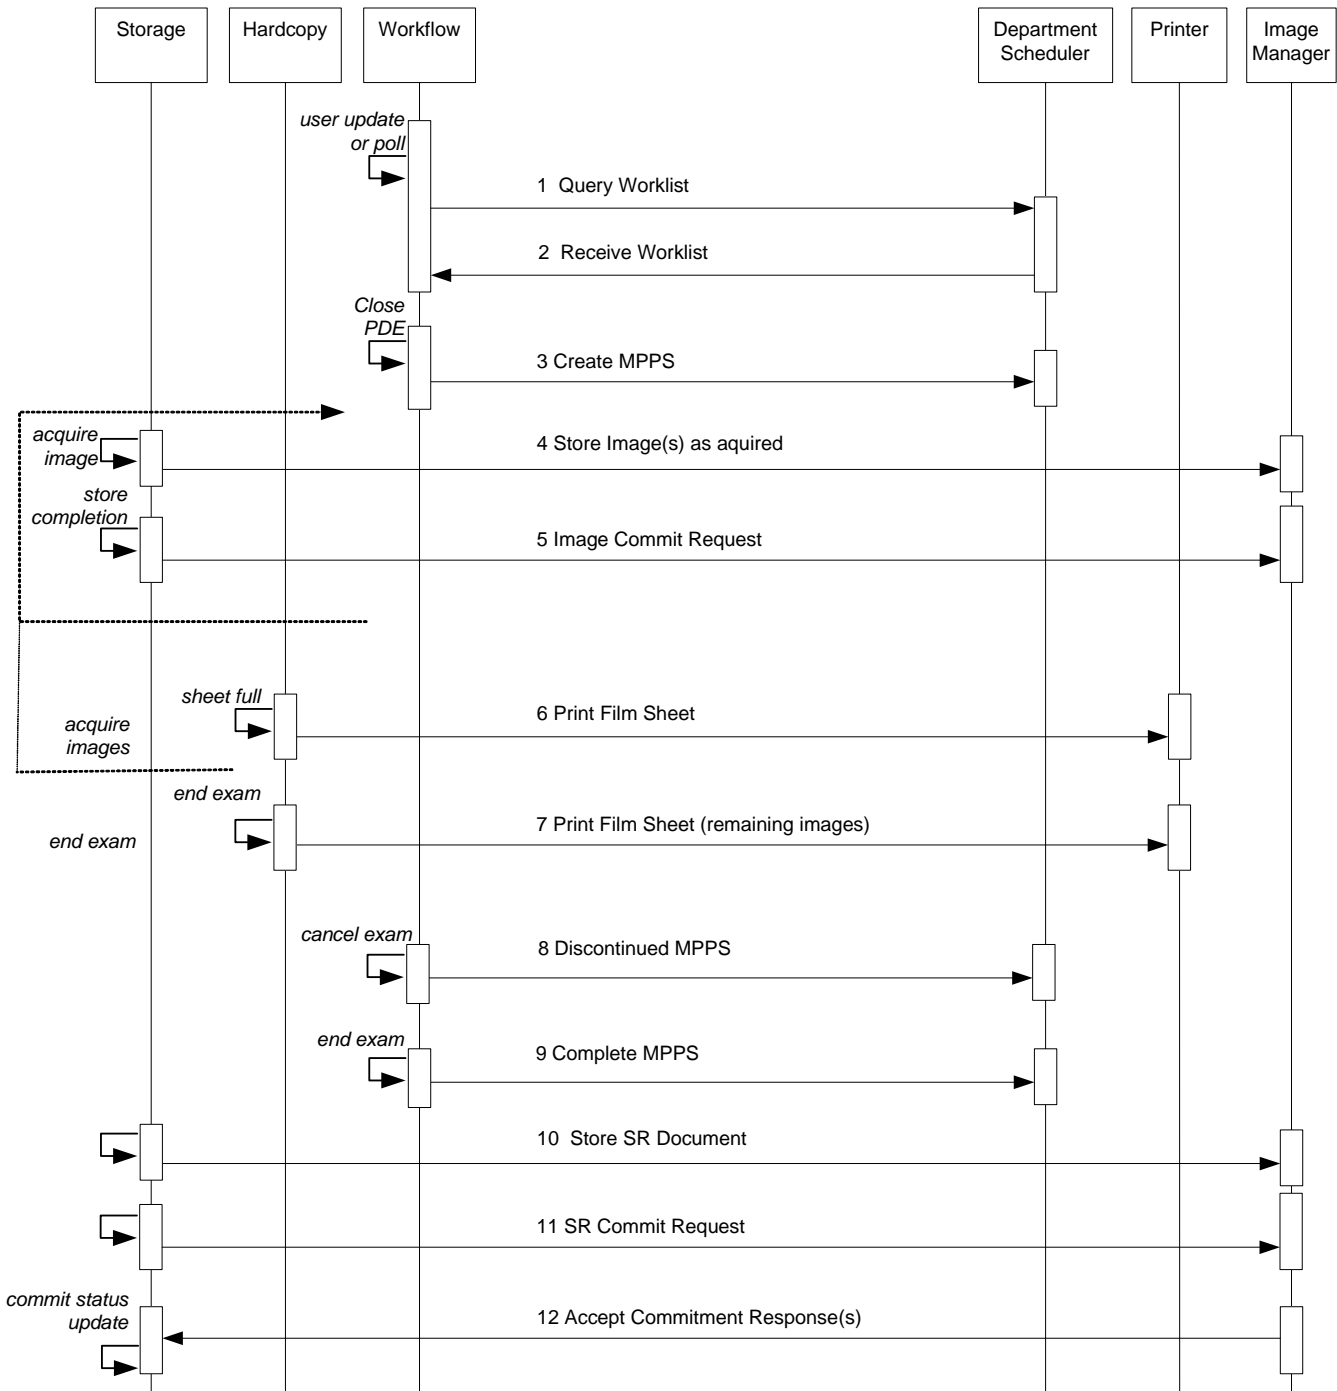 Storage
Hardcopy
Workflow
Department
Scheduler
Printer
Image
Manager
user update
or poll
1 Query Worklist
2 Receive Worklist
Close
PDE
3 Create MPPS
acquire
image
4 Store Image(s) as aquired
store
completion
5 Image Commit Request
sheet full
6 Print Film Sheet
acquire
images
end exam
7 Print Film Sheet (remaining images)
end exam
cancel exam
8 Discontinued MPPS
end exam
9 Complete MPPS
10 Store SR Document
11 SR Commit Request
commit status
update
12 Accept Commitment Response(s)